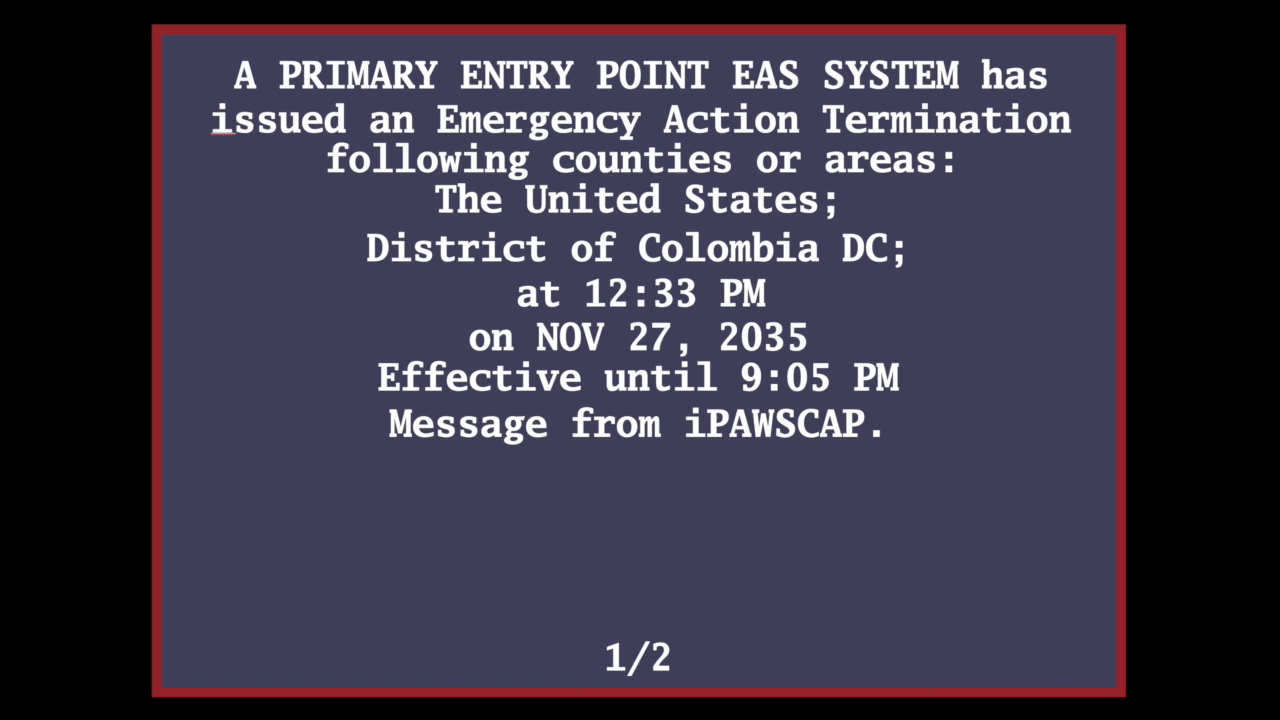 A PRIMARY ENTRY POINT EAS SYSTEM has
issued an Emergency Action Termination
following counties or areas:
The United States;
District of Colombia DC;
at 12:33 PM
on NOV 27, 2035
Effective until 9:05 PM
Message from iPAWSCAP.
1/2